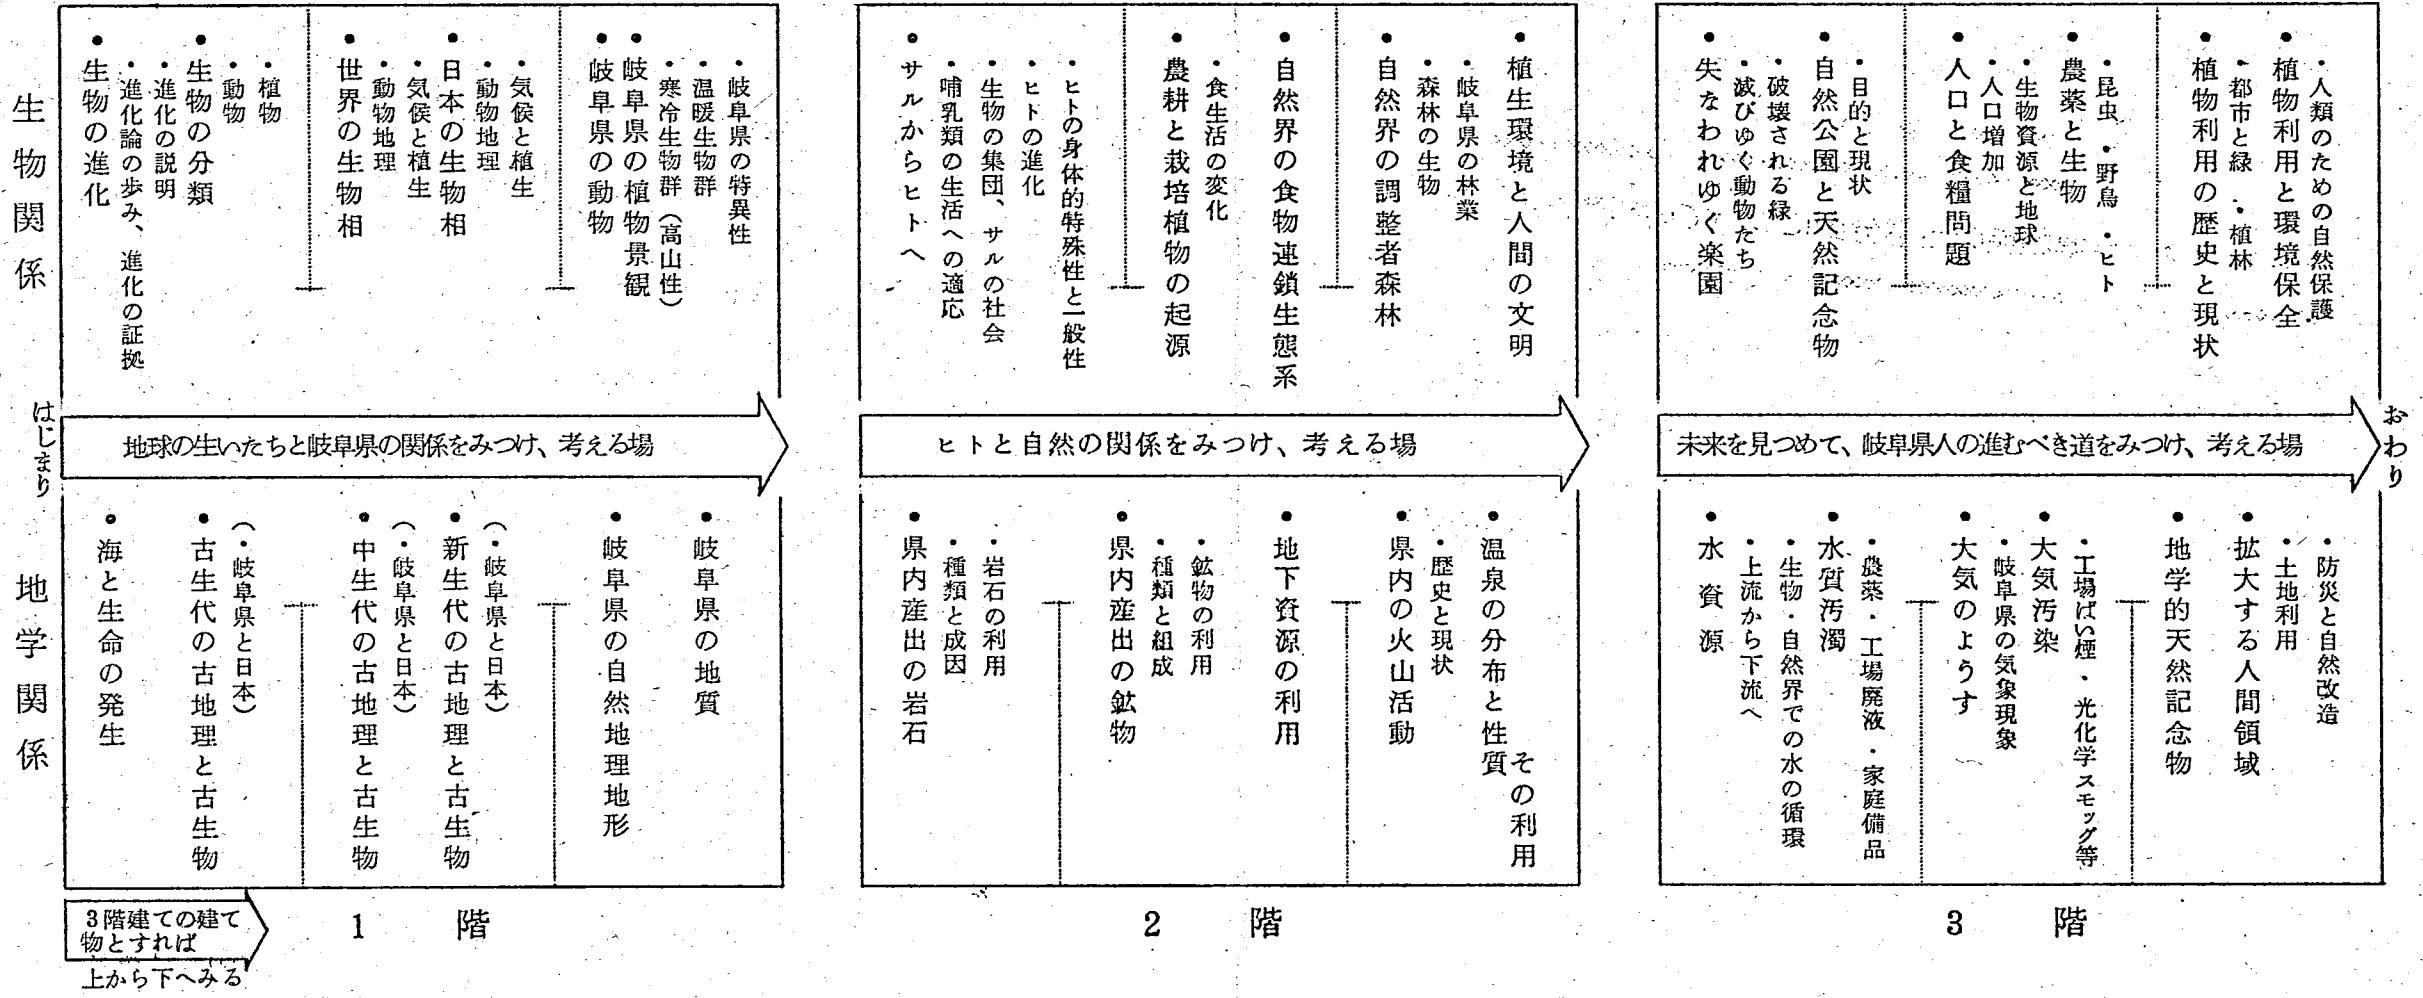 生物関係
● 生物の進化
・進化論の歩み、進化の証拠
・進化の説明
● 生物の分類
・動物
・植物
● 世界の生物相
・動物地理
・気候と植生
● 日本の生物相
・動物地理
・気候と植生
● 岐阜県の動物
● 岐阜県の植物景観
・寒冷生物群(高山性)
・温暖生物群
・岐阜県の特異性
● サルからヒトへ
・哺乳類の生活への適応
・生物の集団、サルの社会
・ヒトの進化
・ヒトの身体的特殊性と一般性
● 農耕と栽培植物の起源
・食生活の変化
● 自然界の食物連鎖生態系
● 自然界の調整者森林
・森林の生物
・岐阜県の林業
● 植生環境と人間の文明
● 失なわれゆく楽園
・滅びゆく動物たち
・破壊される緑
● 自然公園と天然記念物
・目的と現状
● 人口と食糧問題
・人口増加
・生物資源と地球
● 農薬と生物
・昆虫・野鳥・ヒト
● 植物利用の歴史と現状
・都市と緑・植林
● 植物利用と環境保全
・人類のための自然保護
はじまり
地球の生いたちと岐阜県の関係をみつけ、考える場
ヒトと自然の関係をみつけ、考える場
未来を見つめて、岐阜県人の進むべき道をみつけ、考える場
おわり
地学関係
● 海と生命の発生
● 古生代の古地理と古生物
(・岐阜県と日本)
● 中生代の古地理と古生物
(・岐阜県と日本)
● 新生代の古地理と古生物
(・岐阜県と日本)
● 岐阜県の自然地理地形
● 岐阜県の地質
● 県内産出の岩石
・種類と成因
・岩石の利用
● 県内産出の鉱物
・種類と組成
・鉱物の利用
● 地下資源の利用
● 県内の火山活動
・歴史と現状
● 温泉の分布と性質
その利用
● 水資源
・上流から下流へ
・生物・自然界での水の循環
● 水質汚濁
・農薬・工場廃液・家庭備品
● 大気のようす
・岐阜県の気象現象
● 大気汚染
・工場ばい煙・光化学スモッグ等
● 地学的天然記念物
● 拡大する人間領域
・土地利用
・防災と自然改造
3階建ての建て
物とすれば
上から下へみる
1階
2階
3階